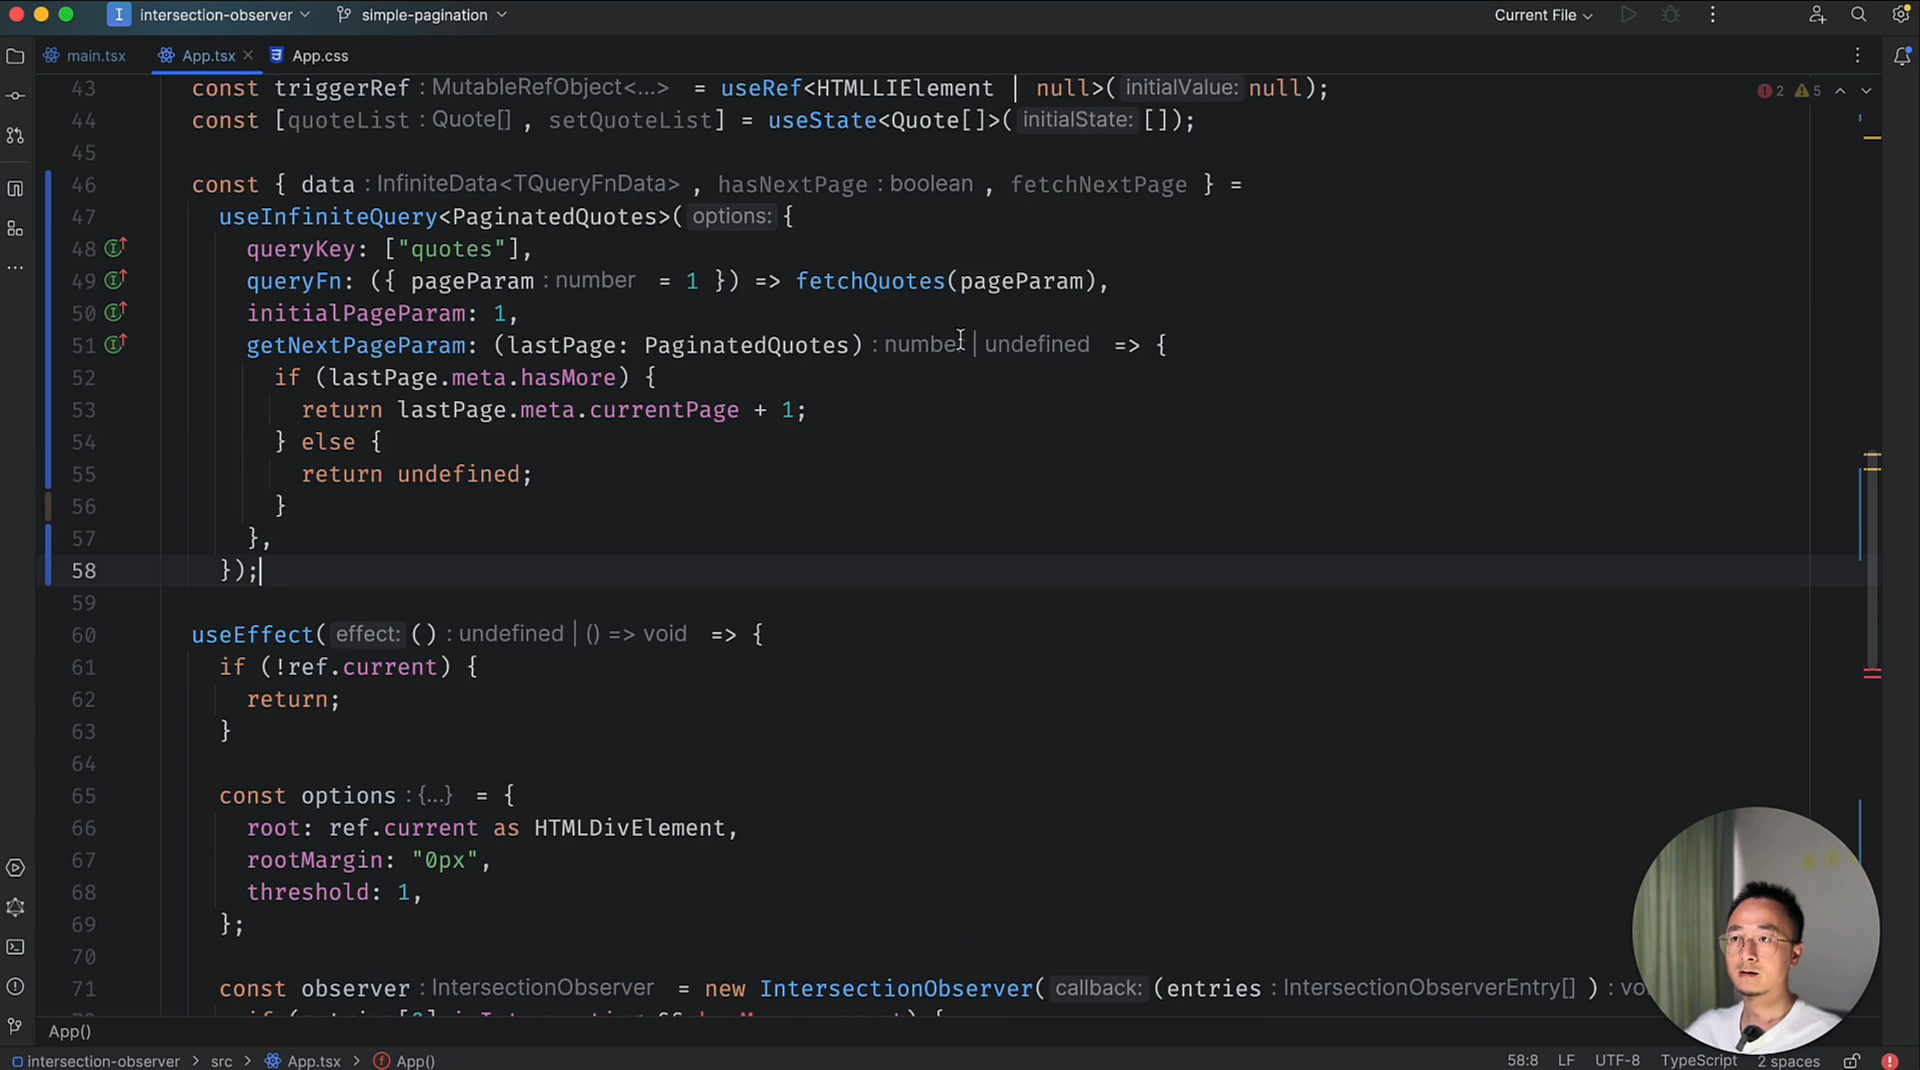 I intersection-observer simple-pagination Current File
main.tsx App.tsx App.css
43 const triggerRef : MutableRefObject<...> = useRef<HTMLLIElement | null>( initialValue: null); 2 5
44 const [quoteList : Quote[] , setQuoteList] = useState<Quote[]>( initialState: []);
45
46 const { data : InfiniteData<TQueryFnData> , hasNextPage : boolean , fetchNextPage } =
47 useInfiniteQuery<PaginatedQuotes>( options: {
48 queryKey: ["quotes"],
49 queryFn: ({ pageParam : number = 1 }) => fetchQuotes(pageParam),
50 initialPageParam: 1,
51 getNextPageParam: (lastPage: PaginatedQuotes) : number | undefined => {
52 if (lastPage.meta.hasMore) {
53 return lastPage.meta.currentPage + 1;
54 } else {
55 return undefined;
56 }
57 },
58 });
59
60 useEffect( effect: () : undefined | () => void => {
61 if (!ref.current) {
62 return;
63 }
64
65 const options : {...} = {
66 root: ref.current as HTMLDivElement,
67 rootMargin: "0px",
68 threshold: 1,
69 };
70
71 const observer : IntersectionObserver = new IntersectionObserver( callback: (entries : IntersectionObserverEntry[] )
App()
intersection-observer > src > App.tsx > App() 58:8 LF UTF-8 TypeScript 2 spaces